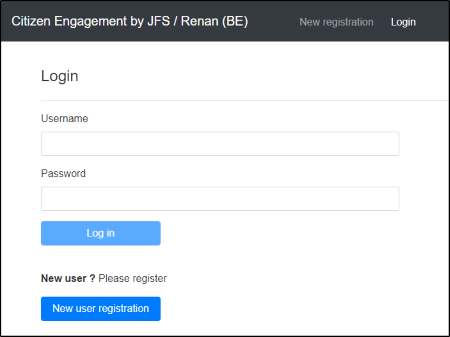 Citizen Engagement by JFS / Renan (BE) New registration Login
Login
Username
Password
Log in
New user ? Please register
New user registration